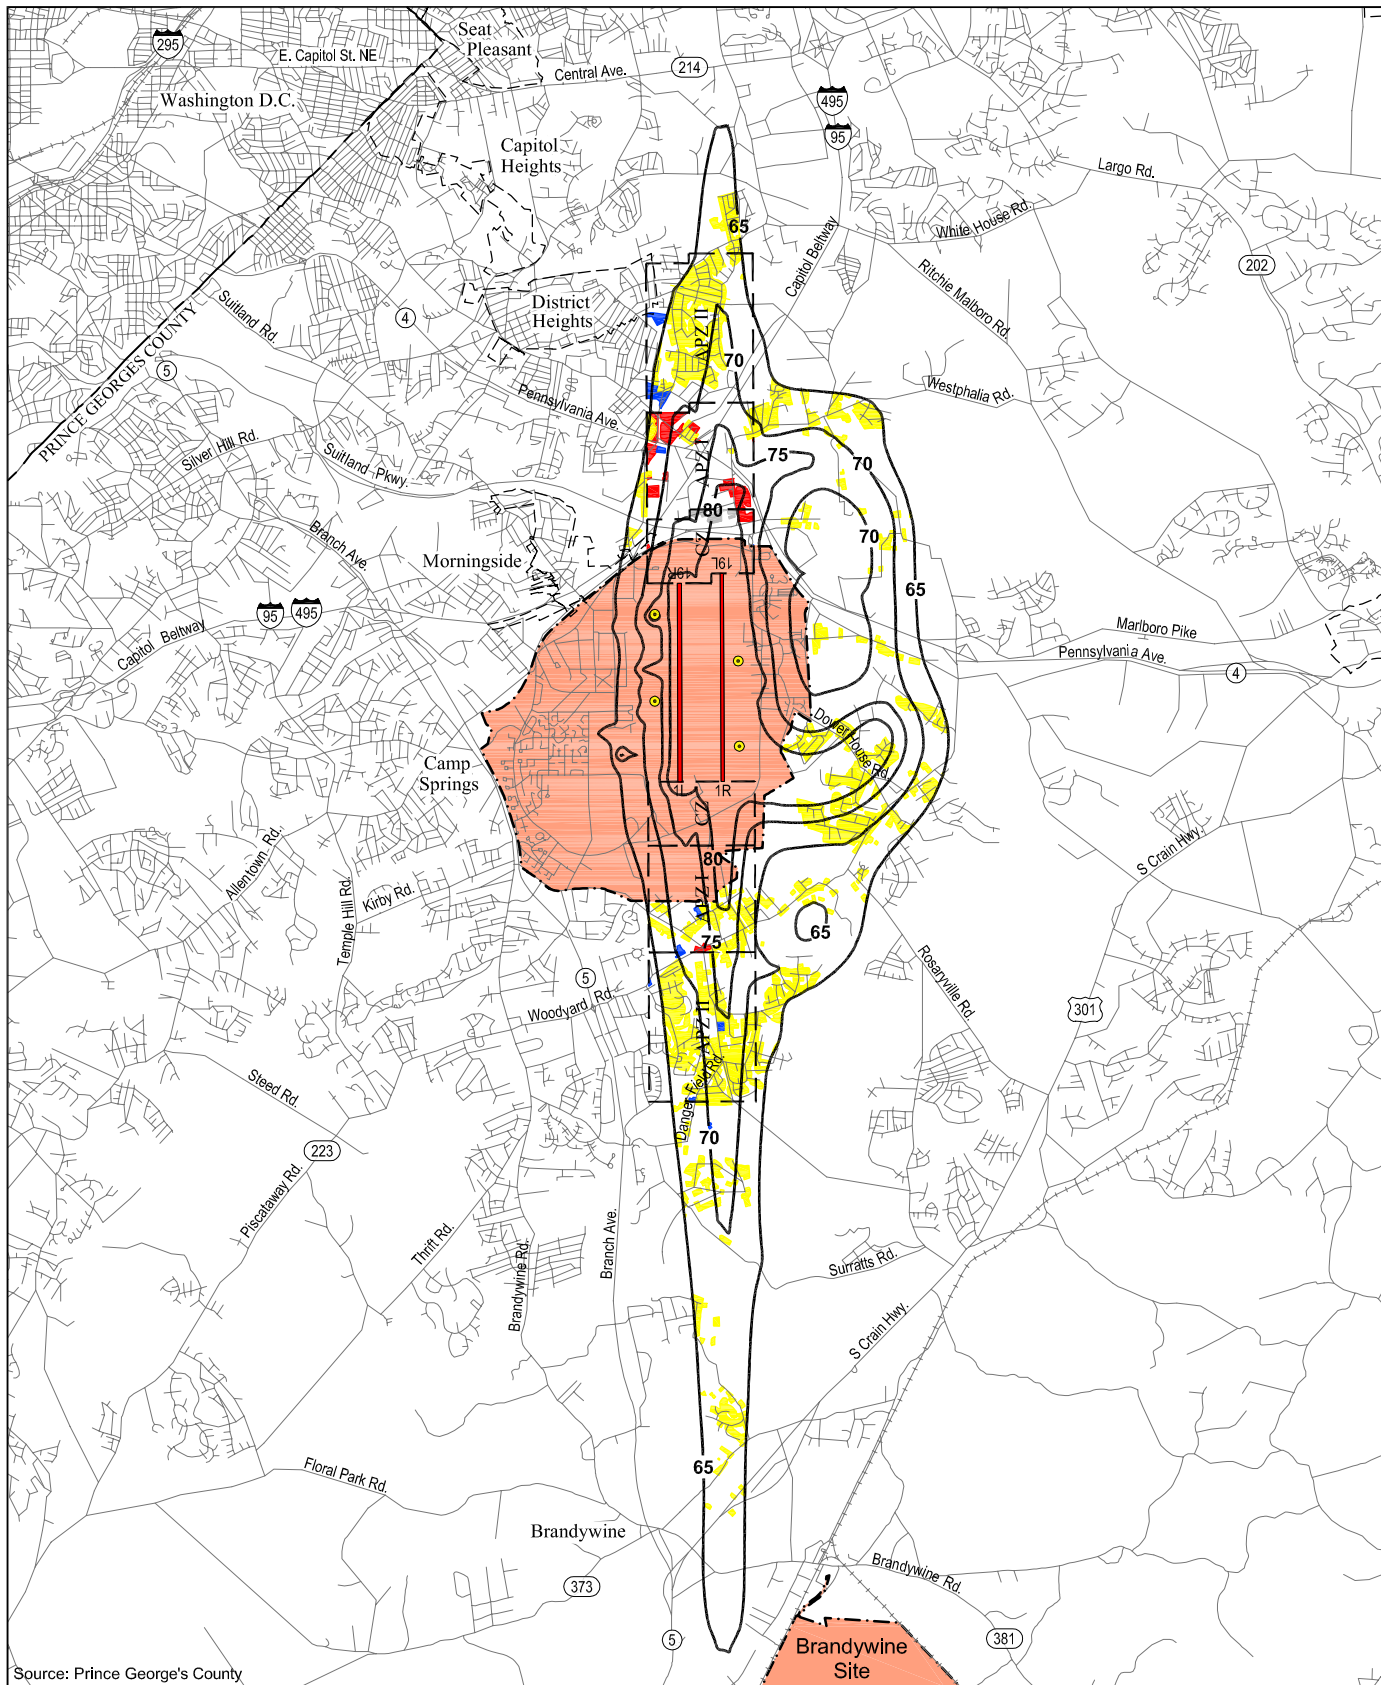 Seat
Pleasant
295
E. Capitol St. NE
Central Ave.
214
Washington D.C.
495
95
Capitol
Heights
Largo Rd.
65
White House Rd.
Capitol Beltway
202
Ritchie Malboro Rd.
Suitland Rd.
District
Heights
4
APZ II
70
PRINCE GEORGES COUNTY
5
Westphalia Rd.
Pennsylvania Ave.
Silver Hill Rd.
Suitland Pkwy.
APZ I
75
70
80
Branch Ave.
70
CZ
Morningside
19R
19L
65
95
495
Capitol Beltway
Marlboro Pike
Pennsylvania Ave.
4
Dower House Rd.
Camp
Springs
1R
CZ
S Crain Hwy.
Allentown Rd.
80
Temple Hill Rd.
Kirby Rd.
APZ I
75
65
Rosaryville Rd.
5
Woodyard Rd.
301
APZ II
Steed Rd.
Danger Field Rd.
70
223
Piscataway Rd.
Thrift Rd.
Brandywine Rd.
Branch Ave.
Surratts Rd.
S Crain Hwy.
65
Floral Park Rd.
Brandywine
373
Brandywine Rd.
5
381
Brandywine
Site
Source: Prince George's County